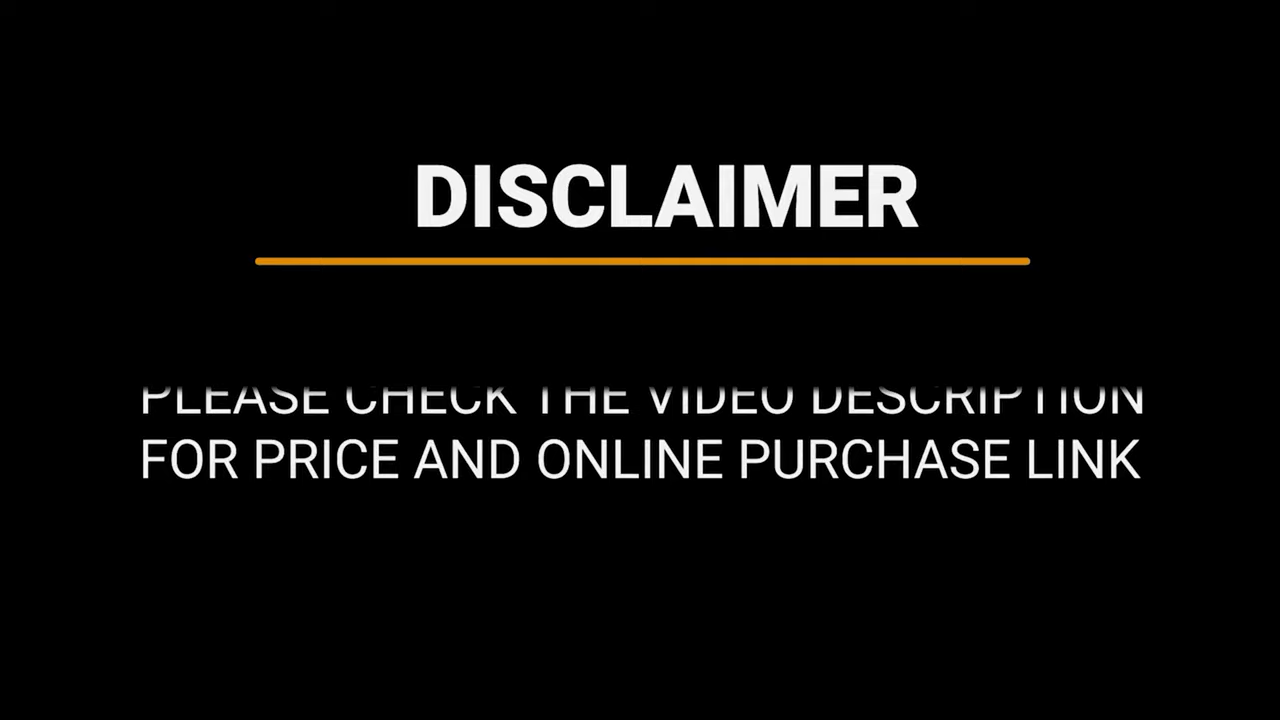 DISCLAIMER
PLEASE CHECK THE VIDEO DESCRIPTION
FOR PRICE AND ONLINE PURCHASE LINK